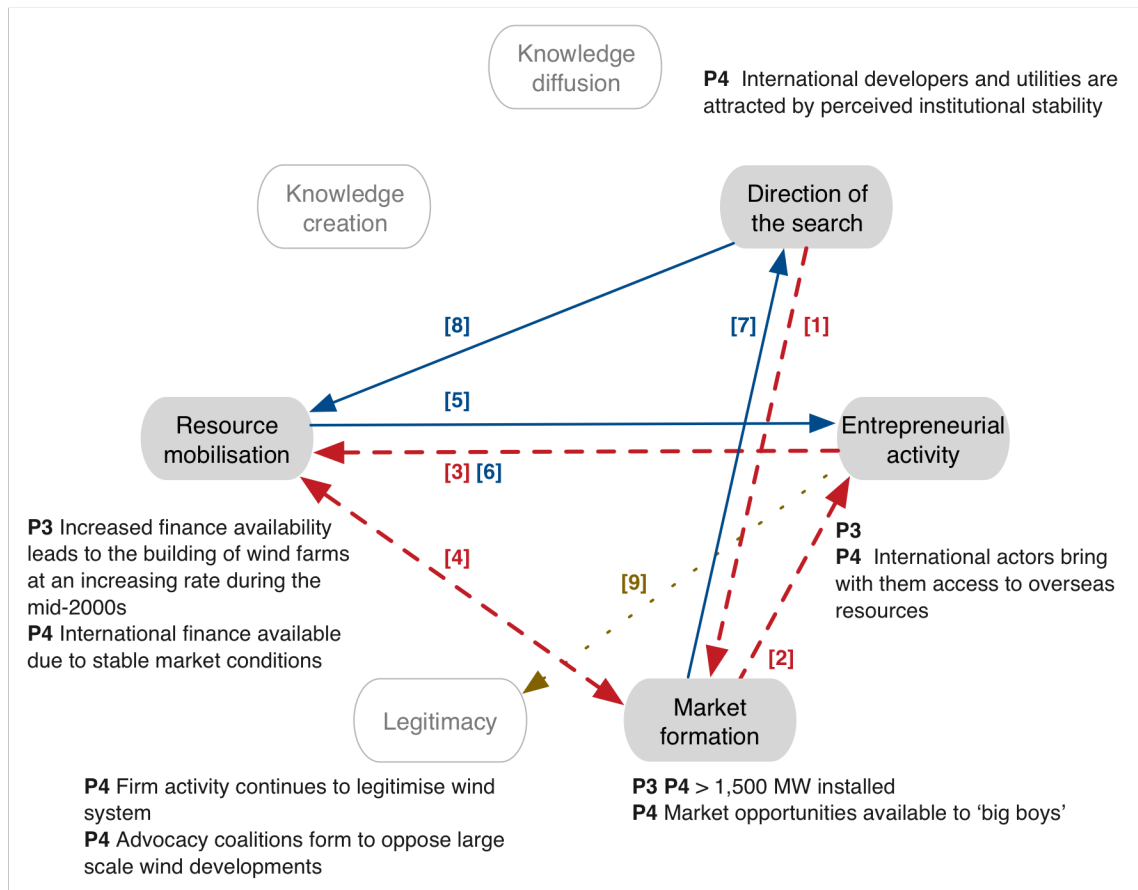 Knowledge
diffusion
P4 International developers and utilities are
attracted by perceived institutional stability
Knowledge
creation
Direction of
the search
[8]
[7]
[1]
[5]
Resource
mobilisation
Entrepreneurial
activity
[3] [6]
P3 Increased finance availability
leads to the building of wind farms
at an increasing rate during the
mid-2000s
P4 International finance available
due to stable market conditions
[4]
[9]
P3
P4 International actors bring
with them access to overseas
resources
[2]
Legitimacy
Market
formation
P4 Firm activity continues to legitimise wind
system
P4 Advocacy coalitions form to oppose large
scale wind developments
P3 P4 > 1,500 MW installed
P4 Market opportunities available to ‘big boys’